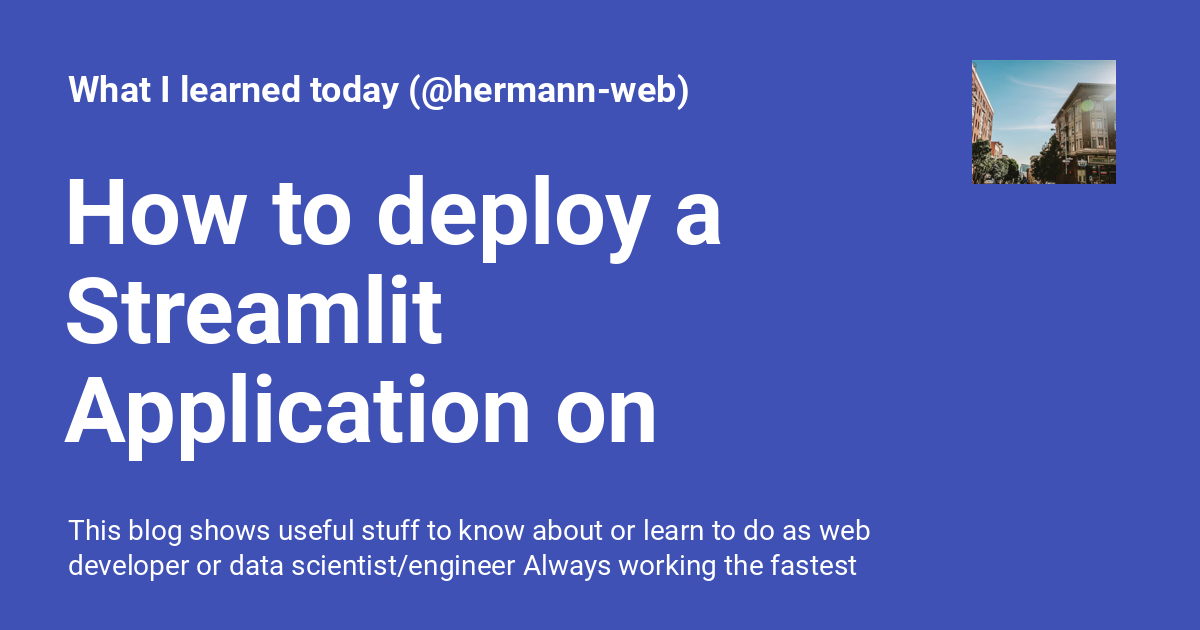 What I learned today (@hermann-web)
How to deploy a
Streamlit
Application on
This blog shows useful stuff to know about or learn to do as web
developer or data scientist/engineer Always working the fastest